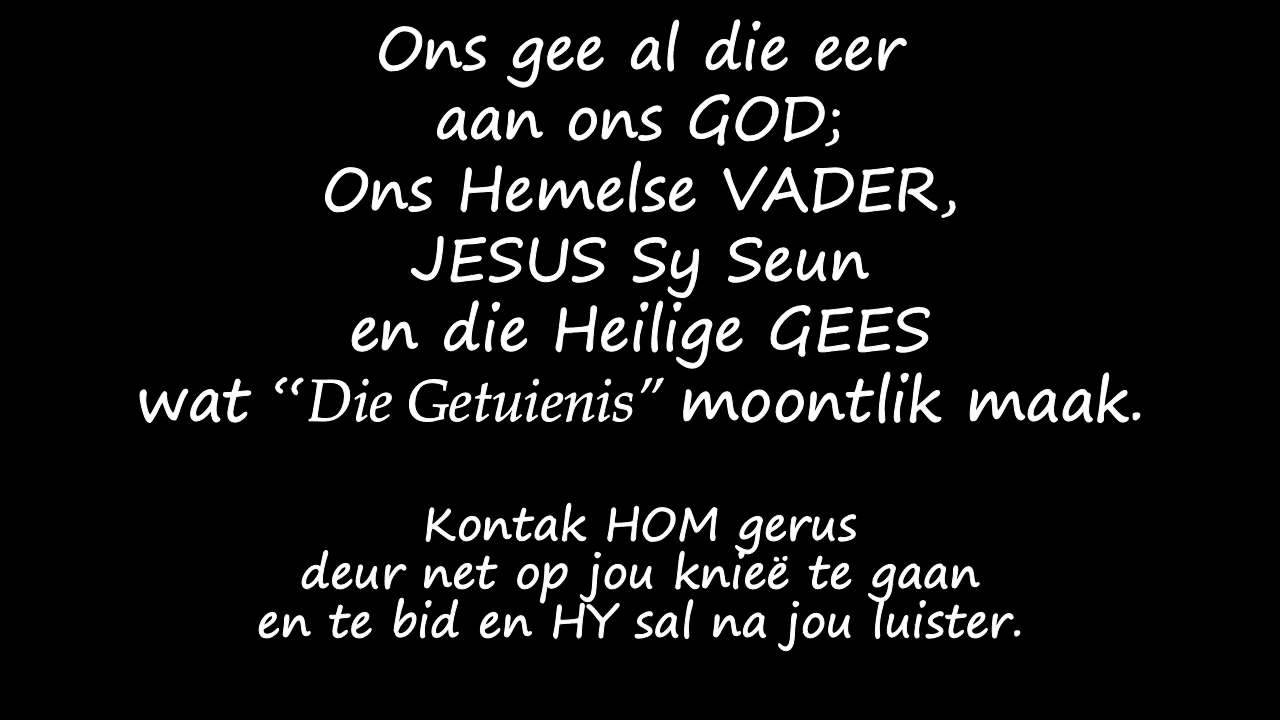 Ons gee al die eer
aan ons GOD;
Ons Hemelse VADER,
JESUS Sy Seun
en die Heilige GEES
wat “Die Getuienis” moontlik maak.
Kontak HOM gerus
deur net op jou knieë te gaan
en te bid en HY sal na jou luister.